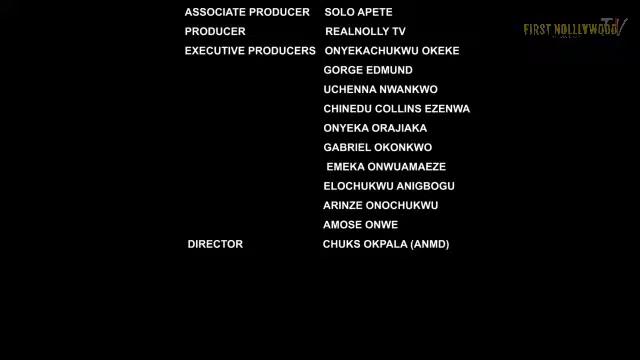 ASSOCIATE PRODUCER SOLO APETE
PRODUCER REALNOLLY TV
EXECUTIVE PRODUCERS ONYEKACHUKWU OKEKE
GORGE EDMUND
UCHENNA NWANKWO
CHINEDU COLLINS EZENWA
ONYEKA ORAJIAKA
GABRIEL OKONKWO
EMEKA ONWUAMAEZE
ELOCHUKWU ANIGBOGU
ARINZE ONOCHUKWU
AMOSE ONWE
DIRECTOR CHUKS OKPALA (ANMD)
FIRST NOLLYWOOD TV